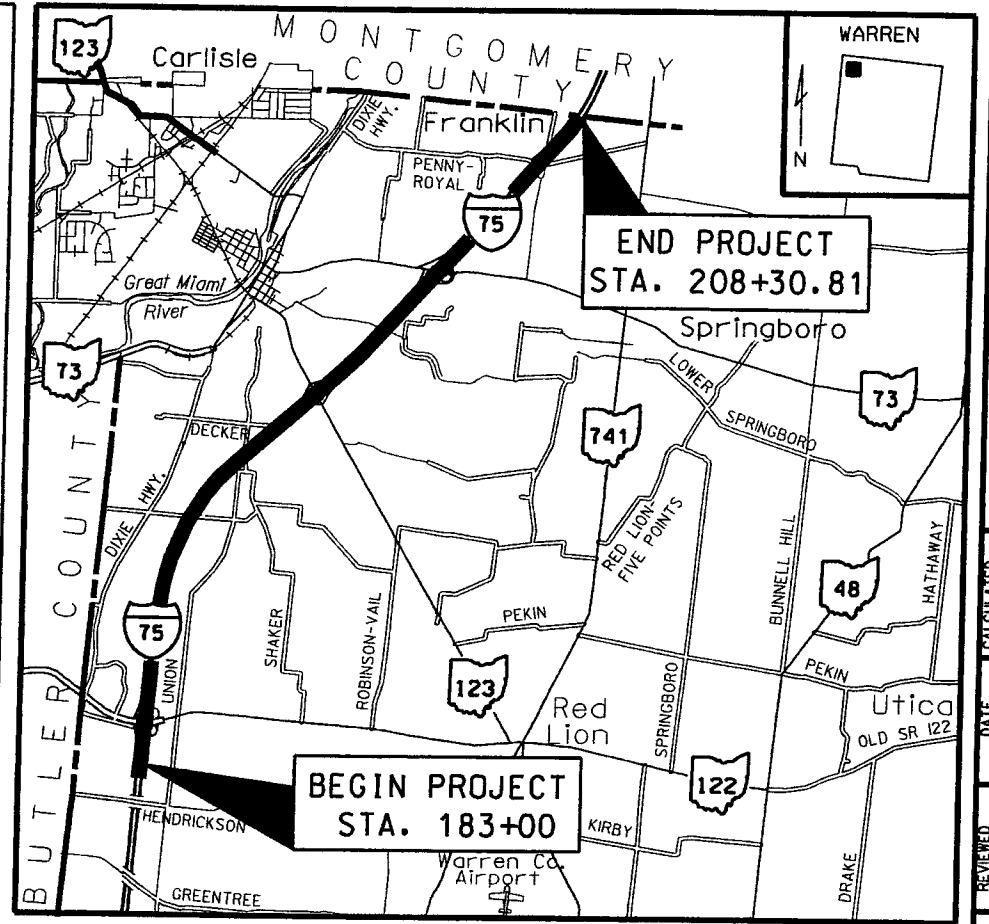 MONTGOMERY
COUNTY
123
Carlisle
WARREN
N
DIXIE
HWY.
Franklin
PENNY-
ROYAL
75
END PROJECT
STA. 208+30.81
Great Miami
River
Springboro
73
LOWER
SPRINGBORO
73
741
DECKER
RED LION-
FIVE POINTS
BUTLER COUNTY
DIXIE HWY.
BUNNELL HILL
48
HATHAWAY
75
UNION
SHAKER
ROBINSON-VAIL
PEKIN
123
Red
Lion
SPRINGBORO
PEKIN
Utica
OLD SR 122
122
BEGIN PROJECT
STA. 183+00
HENDRICKSON
KIRBY
Warren Co.
Airport
DRAKE
GREENTREE
CALCULATED
DATE
REVIEWED